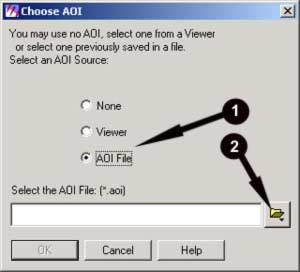 Choose AOI
You may use no AOI, select one from a Viewer
or select one previously saved in a file.
Select an AOI Source:
None
1
Viewer
AOI File
2
Select the AOI File: (*.aoi)
OK
Cancel
Help